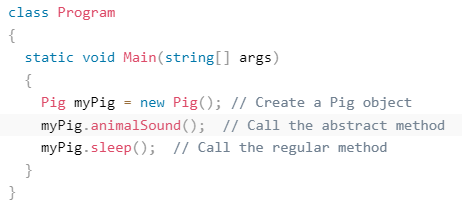 class Program
{
  static void Main(string[] args)
  {
    Pig myPig = new Pig(); // Create a Pig object
    myPig.animalSound();  // Call the abstract method
    myPig.sleep();  // Call the regular method
  }
}